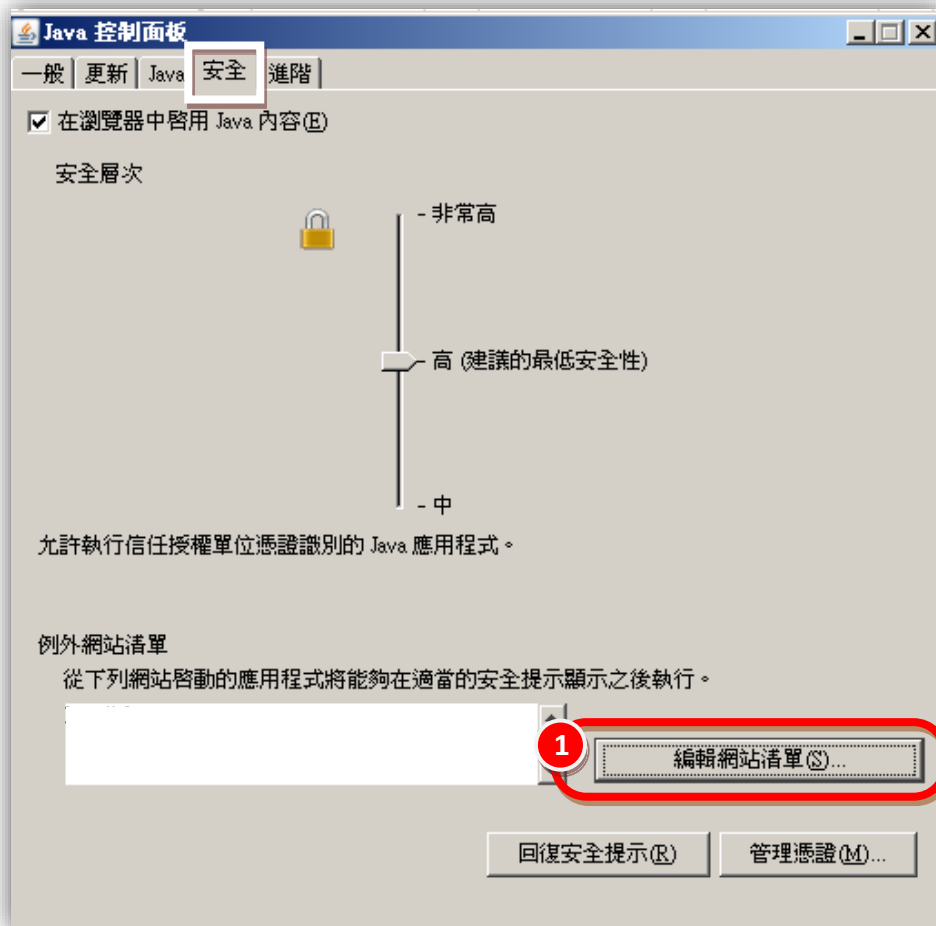 Java 控制面板
一般 更新 Java 安全 進階
在瀏覽器中啓用 Java 內容(E)
安全層次
- 非常高
- 高 (建議的最低安全性)
- 中
允許執行信任授權單位憑證識別的 Java 應用程式。
例外網站清單
從下列網站啓動的應用程式將能夠在適當的安全提示顯示之後執行。
1
編輯網站清單(S)...
回復安全提示(R) 管理憑證(M)...